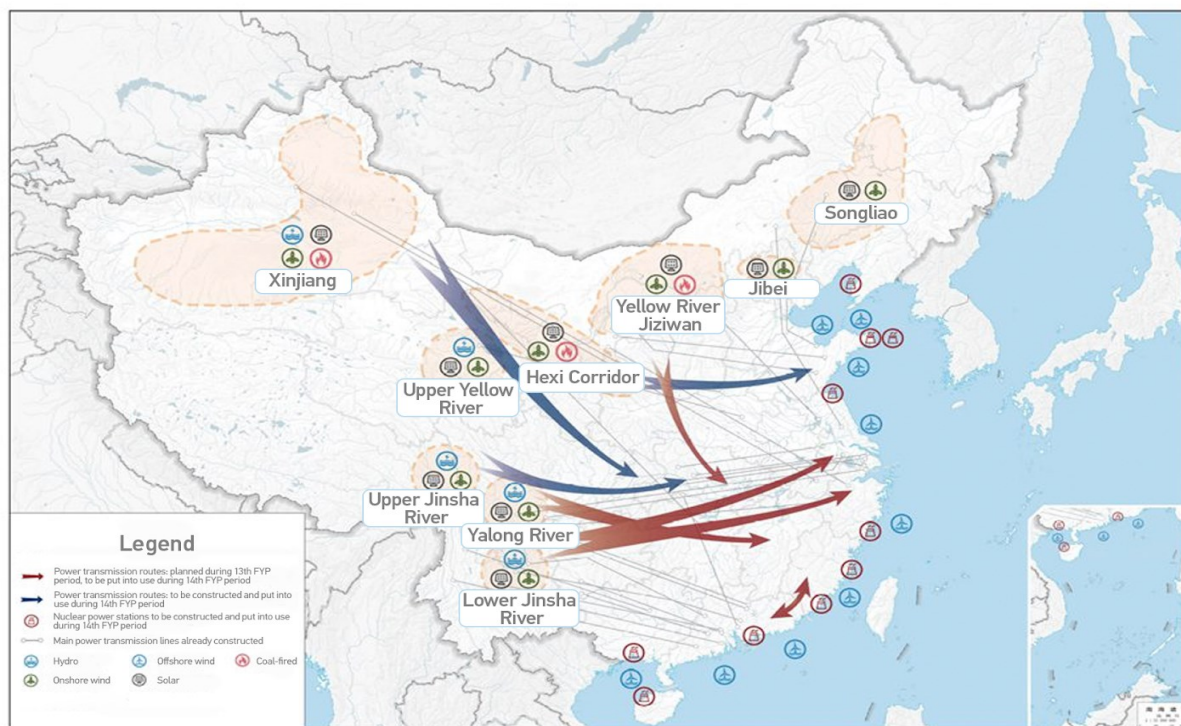 Songliao
Xinjiang
Jibei
Yellow River
Jiziwan
Hexi Corridor
Upper Yellow
River
Upper Jinsha
River
Yalong River
Lower Jinsha
River
Legend
Power transmission routes: planned during 13th FYP
period, to be put into use during 14th FYP period
Power transmission routes: to be constructed and put into
use during 14th FYP period
Nuclear power stations to be constructed and put into use
during 14th FYP period
Main power transmission lines already constructed
Hydro
Offshore wind
Coal-fired
Onshore wind
Solar